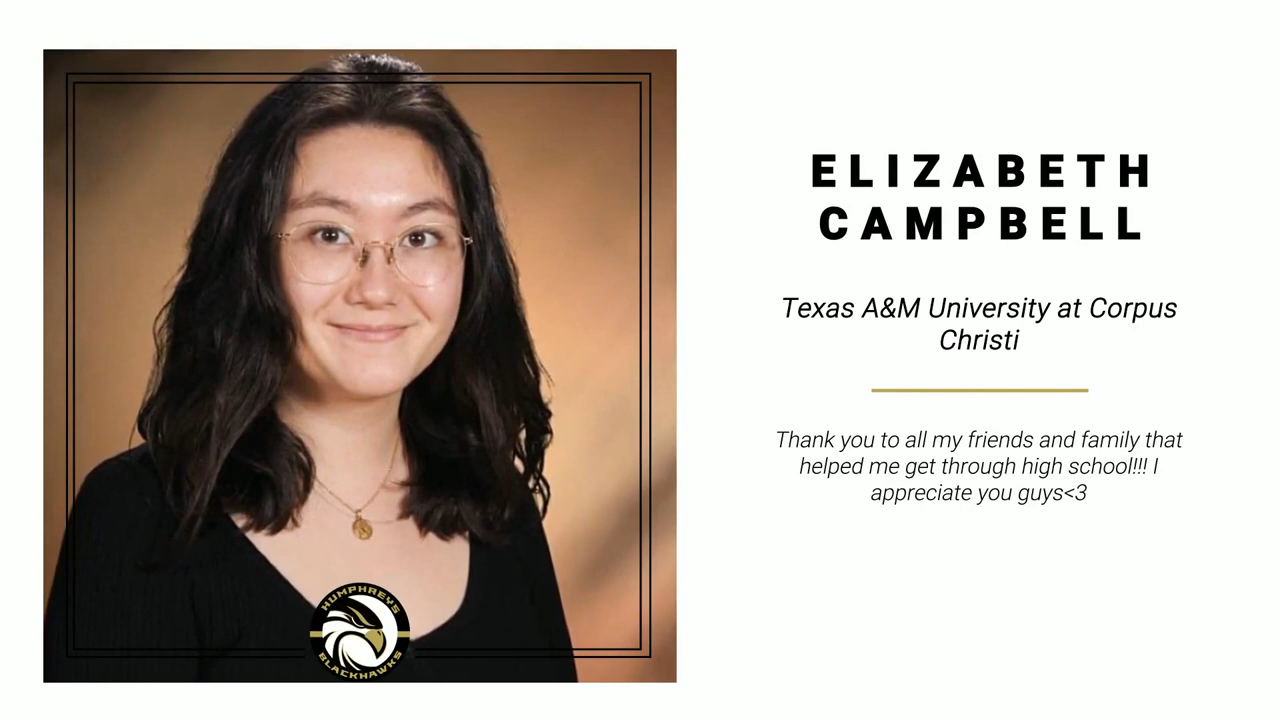 ELIZABETH
CAMPBELL
Texas A&M University at Corpus
Christi
Thank you to all my friends and family that
helped me get through high school!!! I
appreciate you guys<3
HUMPHREYS
BLACKHAWKS